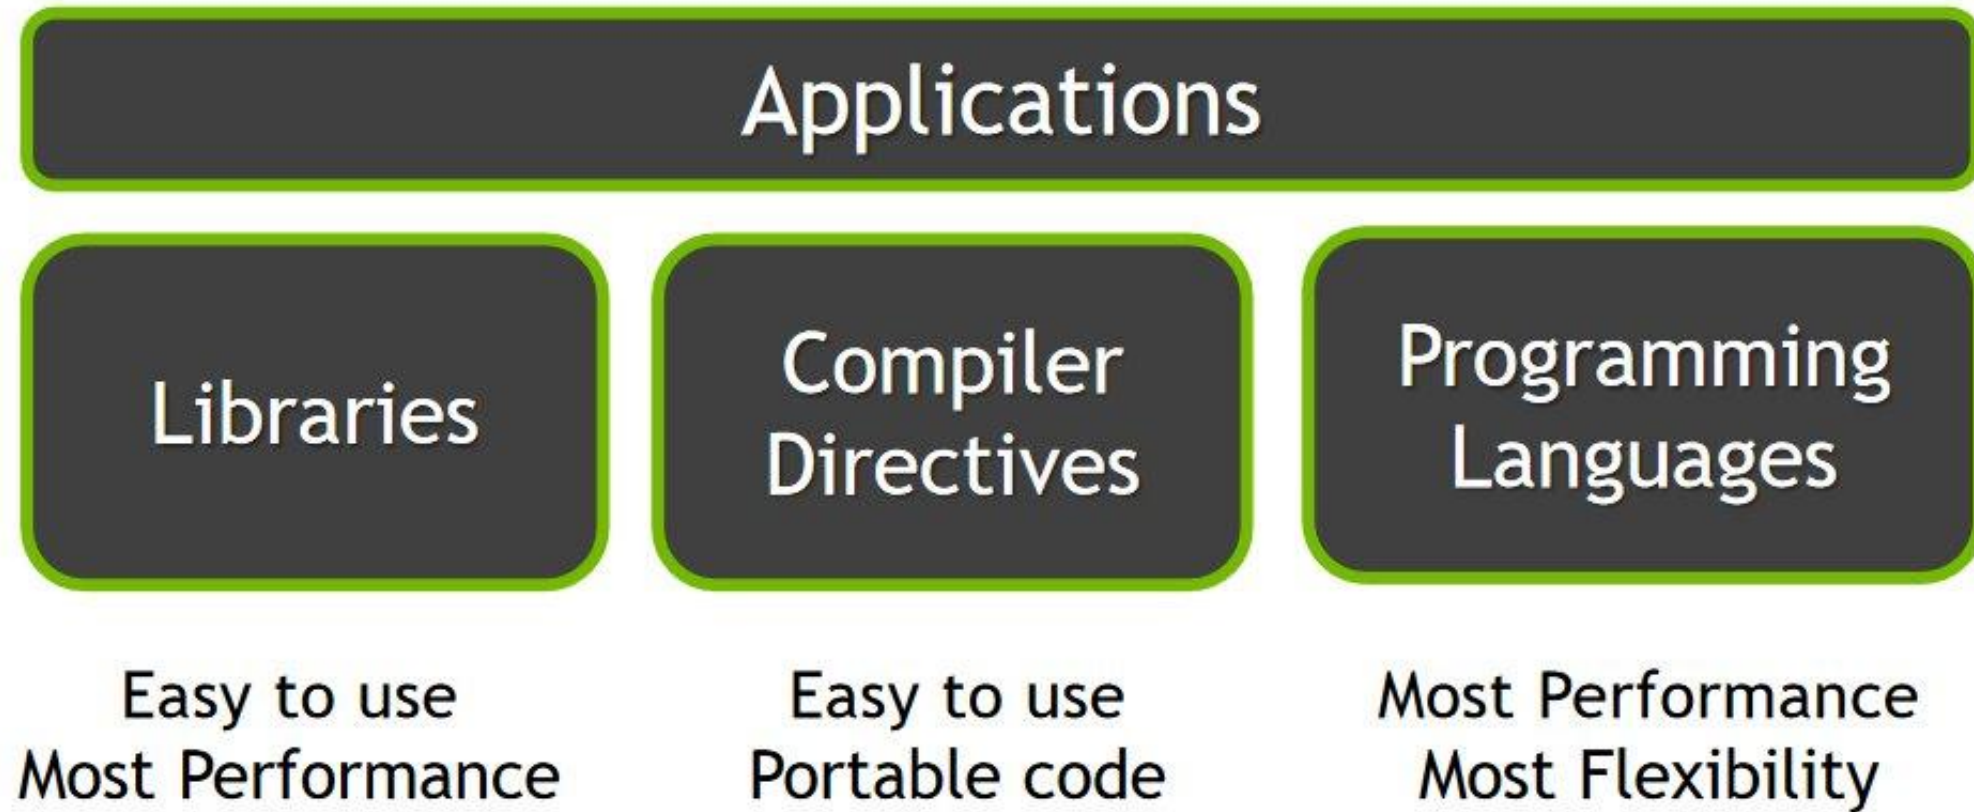 Applications
Libraries
Compiler
Directives
Programming
Languages
Easy to use
Most Performance
Easy to use
Portable code
Most Performance
Most Flexibility